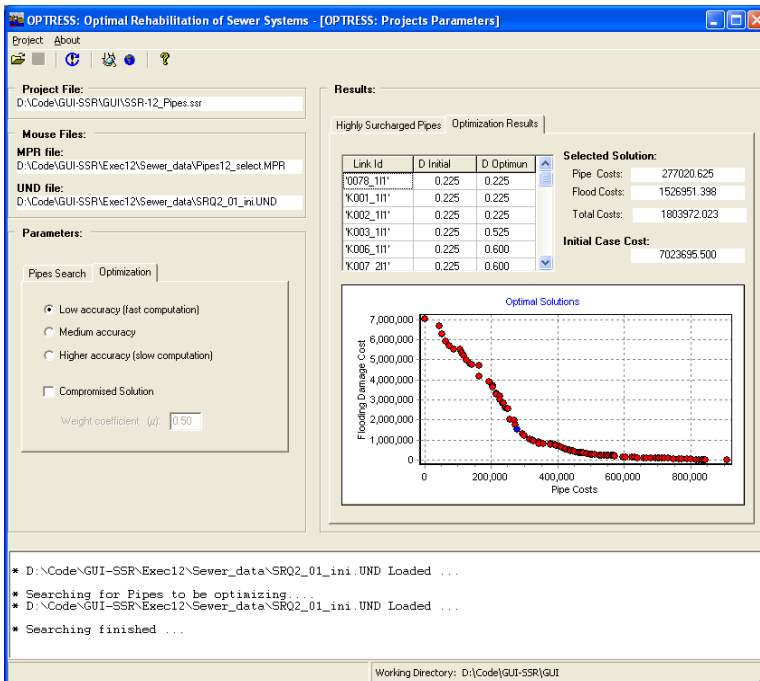 OPTRESS: Optimal Rehabilitation of Sewer Systems - [OPTRESS: Projects Parameters]
Project About
Project File:
D:\Code\GUI-SSR\GUI\SSR-12_Pipes.ssr
Mouse Files:
MPR file:
D:\Code\GUI-SSR\Exec12\Sewer_data\Pipes12_select.MPR
UND file:
D:\Code\GUI-SSR\Exec12\Sewer_data\SRQ2_01_ini.UND
Parameters:
Pipes Search Optimization
Low accuracy (fast computation)
Medium accuracy
Higher accuracy (slow computation)
Compromised Solution
Weight coefficient (μ): 0.50
Results:
Highly Surcharged Pipes Optimization Results
Link Id D Initial D Optimun
'0078_1l1' 0.225 0.225
'K001_1l1' 0.225 0.225
'K002_1l1' 0.225 0.225
'K003_1l1' 0.225 0.525
'K006_1l1' 0.225 0.600
'K007_2l1' 0.225 0.600
Selected Solution:
Pipe Costs: 277020.625
Flood Costs: 1526951.398
Total Costs: 1803972.023
Initial Case Cost:
7023695.500
Optimal Solutions
Flooding Damage Cost
7,000,000
6,000,000
5,000,000
4,000,000
3,000,000
2,000,000
1,000,000
0
0 200,000 400,000 600,000 800,000
Pipe Costs
* D:\Code\GUI-SSR\Exec12\Sewer_data\SRQ2_01_ini.UND Loaded ...
* Searching for Pipes to be optimizing....
* D:\Code\GUI-SSR\Exec12\Sewer_data\SRQ2_01_ini.UND Loaded ...
* Searching finished ...
Working Directory: D:\Code\GUI-SSR\GUI